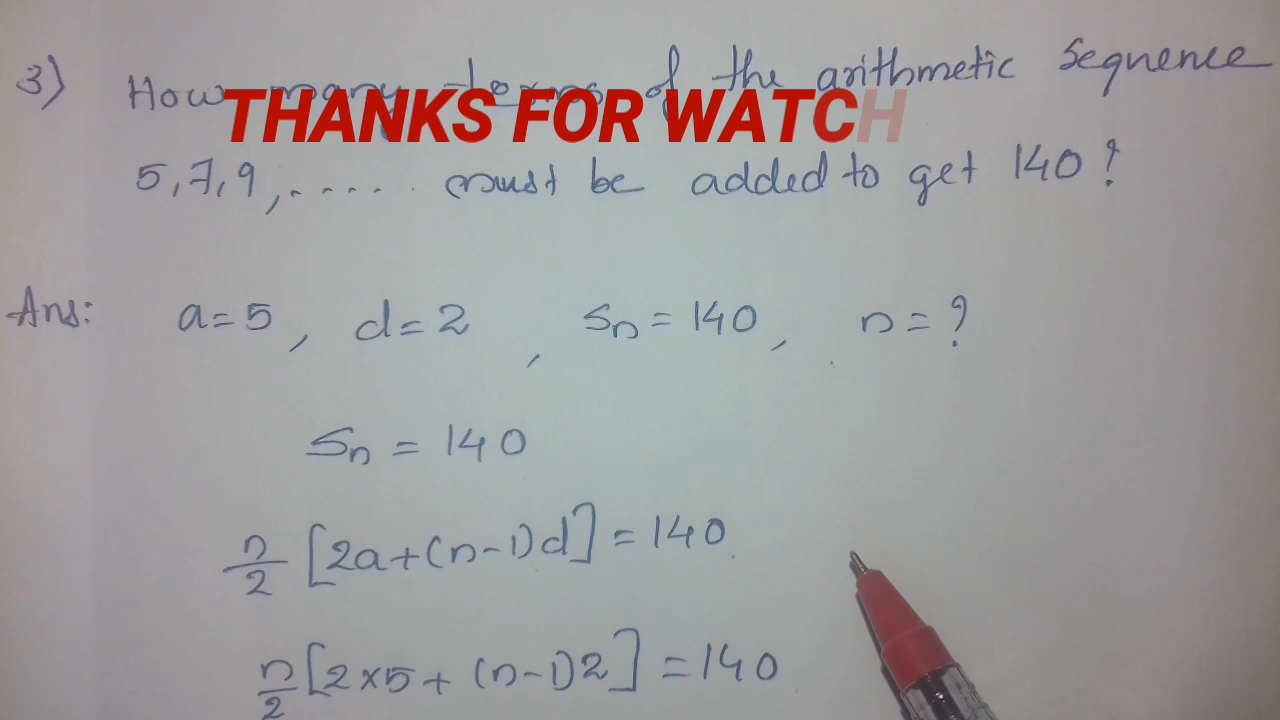 3) How many terms of the arithmetic sequence
THANKS FOR WATCH
5,7,9,..... must be added to get 140?
Ans: a=5, d=2, Sn=140, n=?
Sn = 140
n/2 [2a+(n-1)d] = 140
n/2 [2×5+(n-1)2] = 140